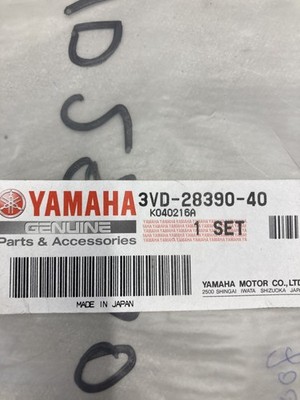 YAMAHA 3VD-28390-40
K040216A
GENUINE 1 SET
Parts & Accessories
MADE IN JAPAN
YAMAHA MOTOR CO.,LTD
2500 SHINGAI IWATA SHIZUOKA JAPAN